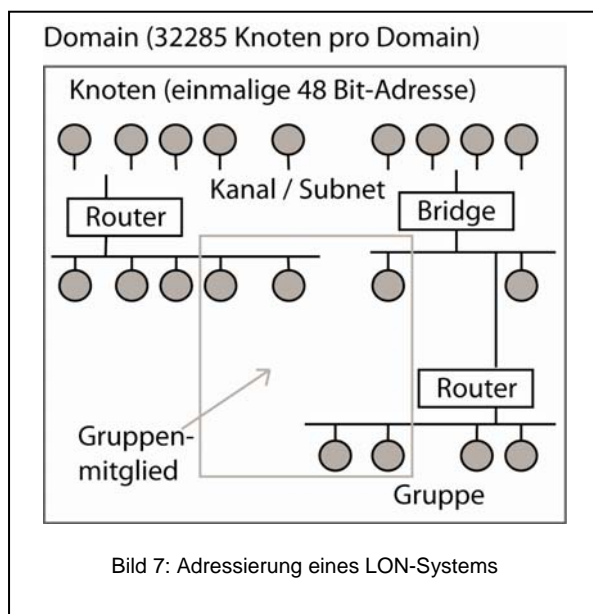 Domain (32285 Knoten pro Domain)
Knoten (einmalige 48 Bit-Adresse)
Kanal / Subnet
Router
Bridge
Router
Gruppen-
mitglied
Gruppe
Bild 7: Adressierung eines LON-Systems